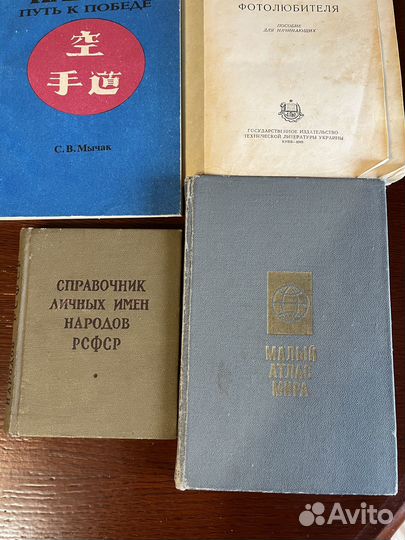 ПУТЬ К ПОБЕДЕ
空
手道
С. В. Мычак
ФОТОЛЮБИТЕЛЯ
ПОСОБИЕ
ДЛЯ НАЧИНАЮЩИХ
ГОСУДАРСТВЕННОЕ ИЗДАТЕЛЬСТВО
ТЕХНИЧЕСКОЙ ЛИТЕРАТУРЫ УКРАИНЫ
СПРАВОЧНИК
ЛИЧНЫХ ИМЕН
НАРОДОВ
РСФСР
МАЛЫЙ
АТЛАС
МИРА
Avito